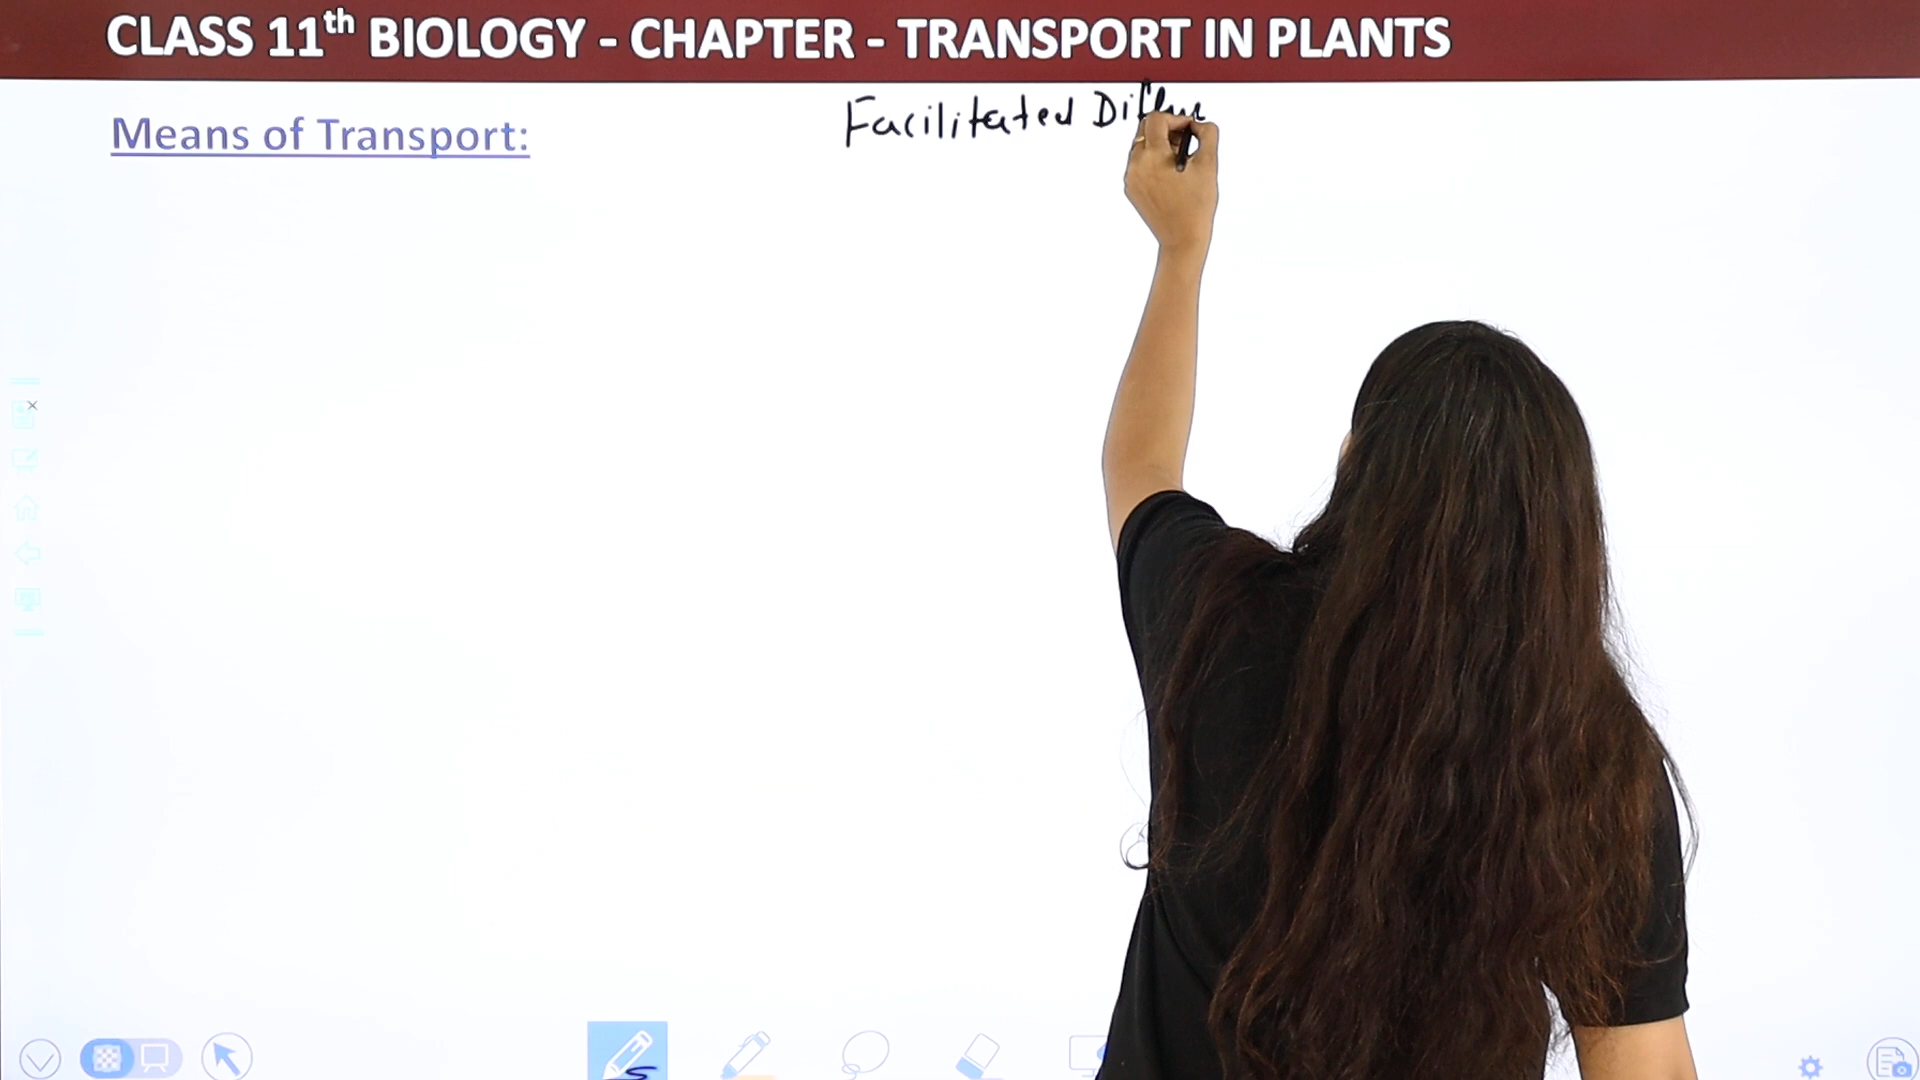 CLASS 11th BIOLOGY - CHAPTER - TRANSPORT IN PLANTS
Means of Transport:
Facilitated